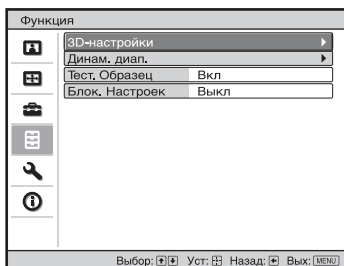 Функция
3D-настройки
Динам. диап.
Тест. Образец Вкл
Блок. Настроек Выкл
Выбор: Уст: Назад: Вых: MENU